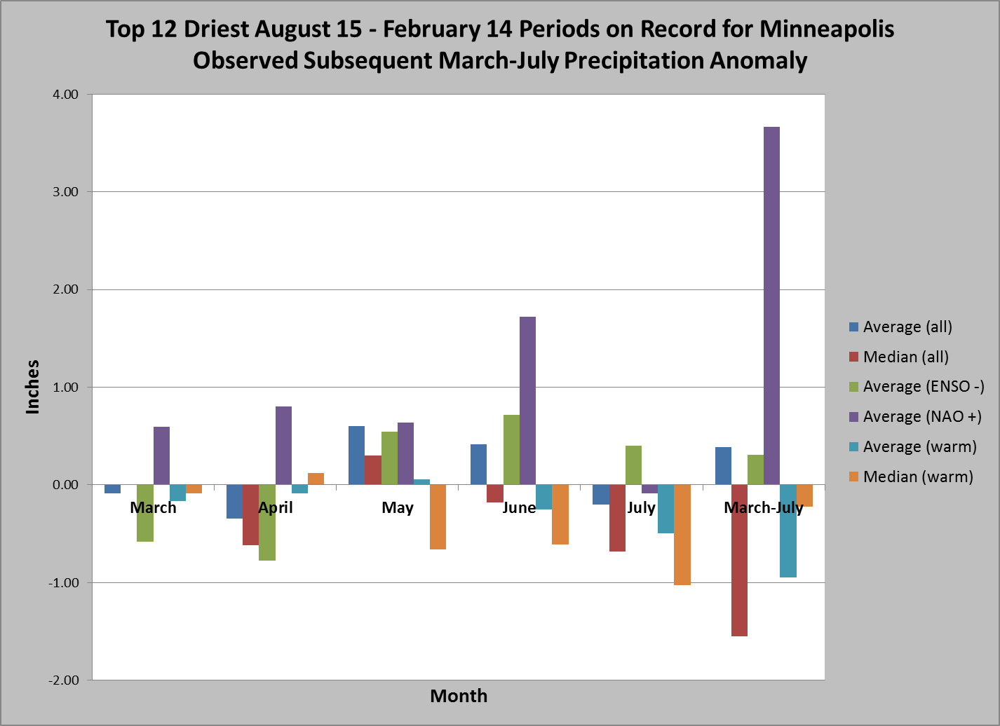 Top 12 Driest August 15 - February 14 Periods on Record for Minneapolis
Observed Subsequent March-July Precipitation Anomaly
4.00
3.00
2.00
1.00
0.00
-1.00
-2.00
Inches
March
April
May
June
July
March-July
Month
Average (all)
Median (all)
Average (ENSO -)
Average (NAO +)
Average (warm)
Median (warm)